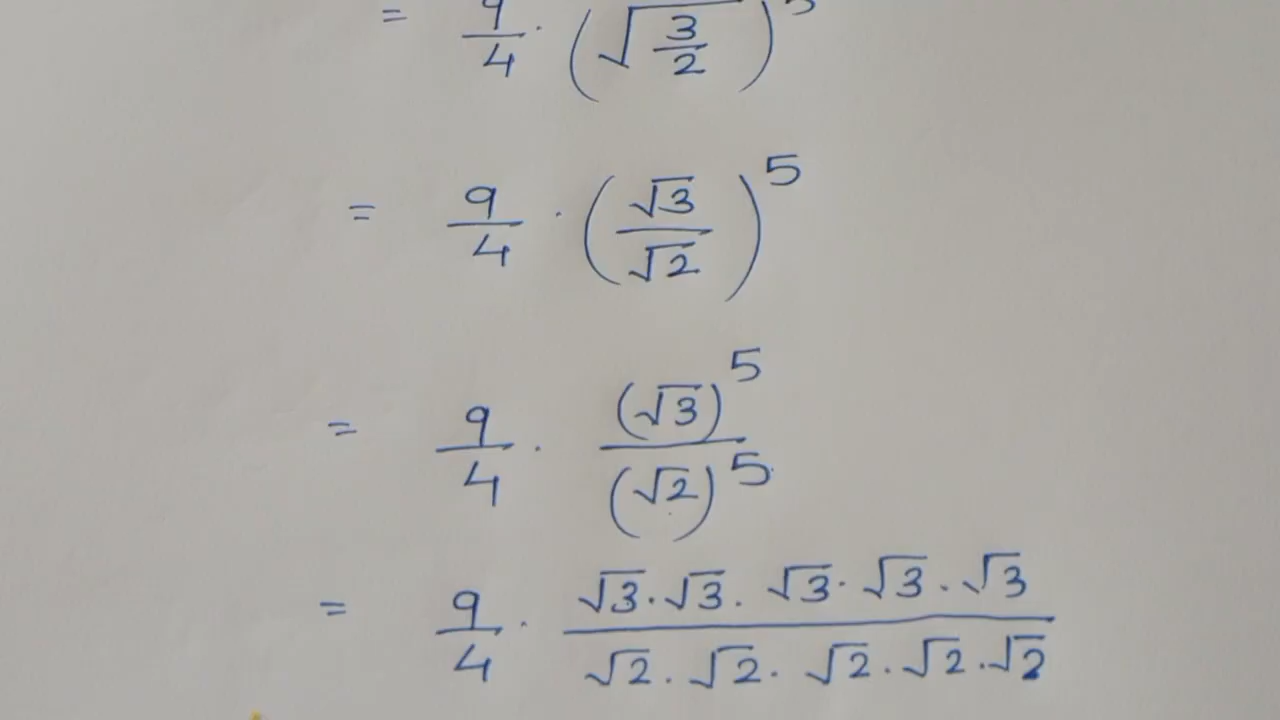 = 9/4 · (√(3/2))^5
= 9/4 · (√3/√2)^5
= 9/4 · (√3)^5/(√2)^5
= 9/4 · √3·√3·√3·√3·√3/√2·√2·√2·√2·√2